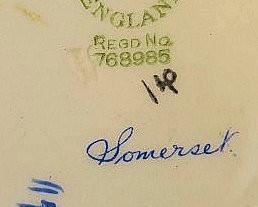 ENGLAND
REGD NO
768985
Somerset.